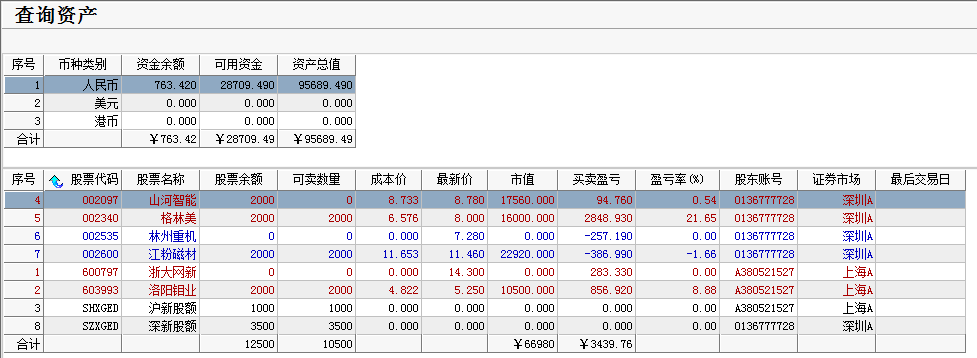 查询资产
序号 币种类别 资金余额 可用资金 资产总值
1 人民币 763.420 28709.490 95689.490
2 美元 0.000 0.000 0.000
3 港币 0.000 0.000 0.000
合计 ￥763.42 ￥28709.49 ￥95689.49
序号 股票代码 股票名称 股票余额 可卖数量 成本价 最新价 市值 买卖盈亏 盈亏率(%) 股东账号 证券市场 最后交易日
4 002097 山河智能 2000 0 8.733 8.780 17560.000 94.760 0.54 0136777728 深圳A
5 002340 格林美 2000 2000 6.576 8.000 16000.000 2848.930 21.65 0136777728 深圳A
6 002535 林州重机 0 0 0.000 7.280 0.000 -257.190 0.00 0136777728 深圳A
7 002600 江粉磁材 2000 2000 11.653 11.460 22920.000 -386.990 -1.66 0136777728 深圳A
1 600797 浙大网新 0 0 0.000 14.300 0.000 283.330 0.00 A380521527 上海A
2 603993 洛阳钼业 2000 2000 4.822 5.250 10500.000 856.920 8.88 A380521527 上海A
3 SHXGED 沪新股额 1000 1000 0.000 0.000 0.000 0.000 0.00 A380521527 上海A
8 SZXGED 深新股额 3500 3500 0.000 0.000 0.000 0.000 0.00 0136777728 深圳A
合计 12500 10500 ￥66980 ￥3439.76